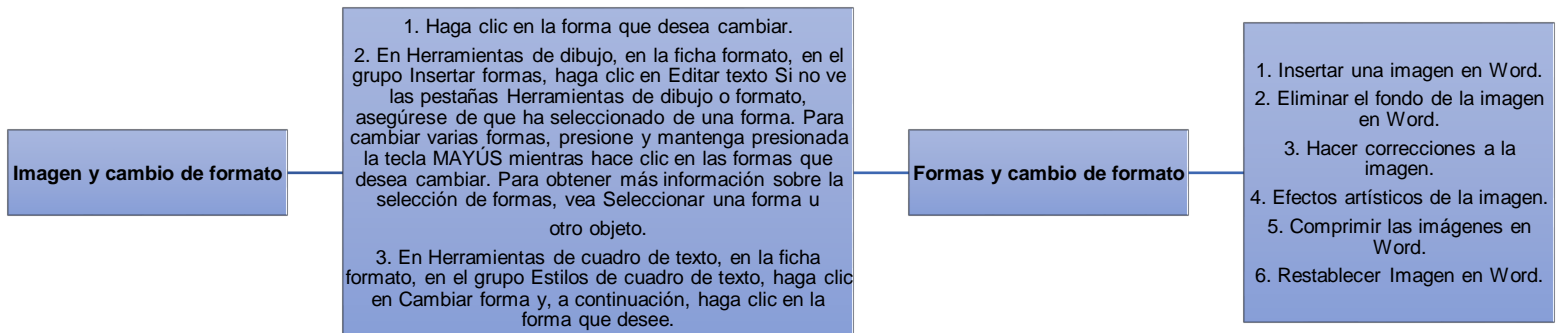 Imagen y cambio de formato
1. Haga clic en la forma que desea cambiar.
2. En Herramientas de dibujo, en la ficha formato, en el
grupo Insertar formas, haga clic en Editar texto Si no ve
las pestañas Herramientas de dibujo o formato,
asegúrese de que ha seleccionado de una forma. Para
cambiar varias formas, presione y mantenga presionada
la tecla MAYÚS mientras hace clic en las formas que
desea cambiar. Para obtener más información sobre la
selección de formas, vea Seleccionar una forma u
otro objeto.
3. En Herramientas de cuadro de texto, en la ficha
formato, en el grupo Estilos de cuadro de texto, haga clic
en Cambiar forma y, a continuación, haga clic en la
forma que desee.
Formas y cambio de formato
1. Insertar una imagen en Word.
2. Eliminar el fondo de la imagen
en Word.
3. Hacer correcciones a la
imagen.
4. Efectos artísticos de la imagen.
5. Comprimir las imágenes en
Word.
6. Restablecer Imagen en Word.